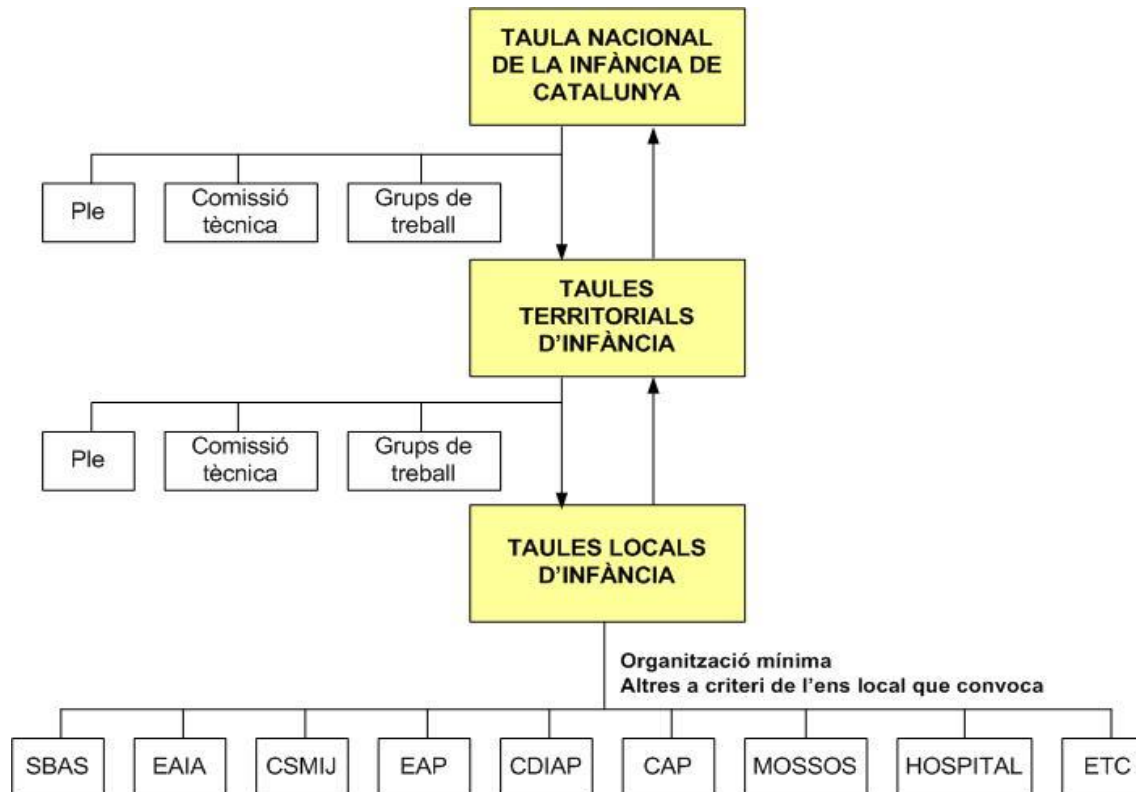 TAULA NACIONAL
DE LA INFÀNCIA DE
CATALUNYA
Ple
Comissió
tècnica
Grups de
treball
TAULES
TERRITORIALS
D’INFÀNCIA
Ple
Comissió
tècnica
Grups de
treball
TAULES LOCALS
D’INFÀNCIA
Organització mínima
Altres a criteri de l’ens local que convoca
SBAS
EAIA
CSMIJ
EAP
CDIAP
CAP
MOSSOS
HOSPITAL
ETC